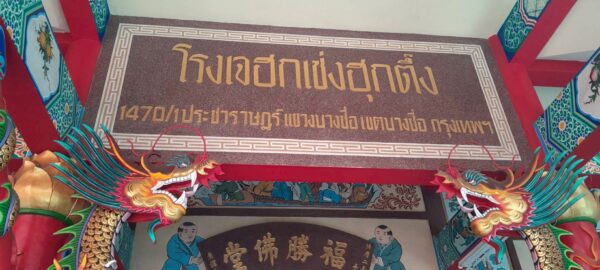 โรงเจฮกเซ่งฮุกตึ๊ง
1470/1 ประชาราษฎร์ แขวงบางซื่อ เขตบางซื่อ กรุงเทพฯ
堂佛勝福